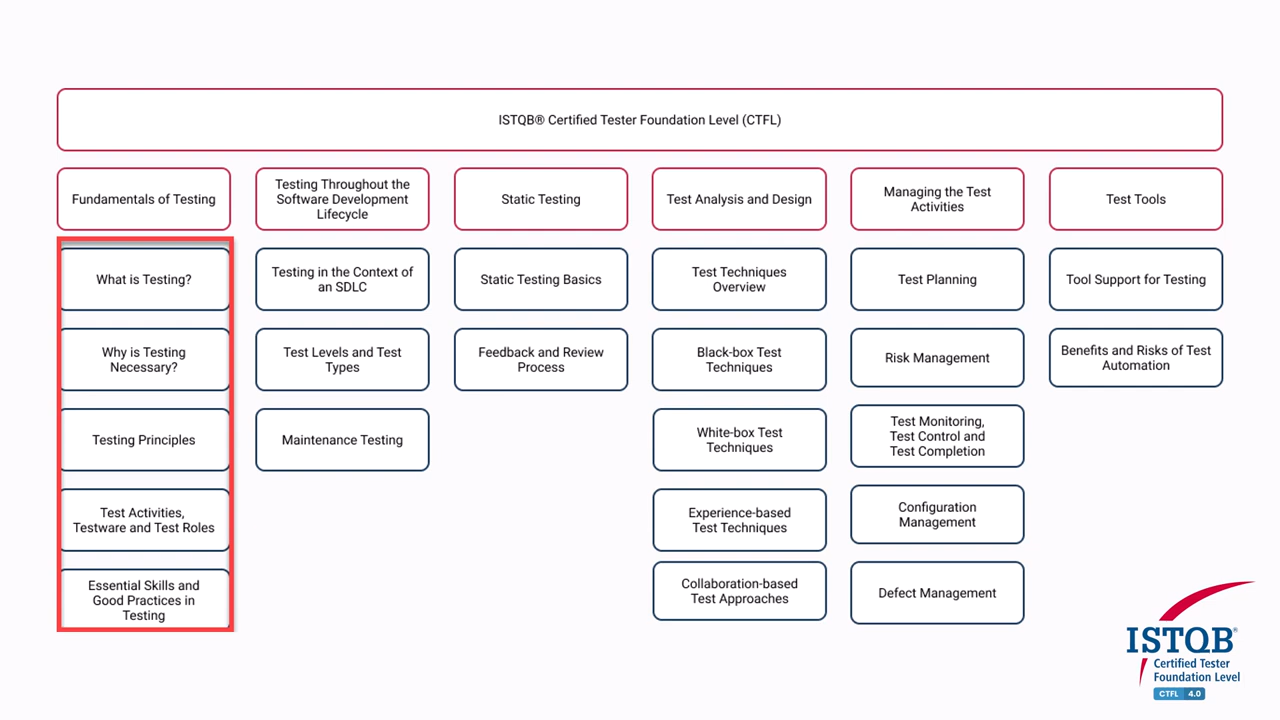 ISTQB® Certified Tester Foundation Level (CTFL)
Fundamentals of Testing
Testing Throughout the
Software Development
Lifecycle
Static Testing
Test Analysis and Design
Managing the Test
Activities
Test Tools
What is Testing?
Testing in the Context of
an SDLC
Static Testing Basics
Test Techniques
Overview
Test Planning
Tool Support for Testing
Why is Testing
Necessary?
Test Levels and Test
Types
Feedback and Review
Process
Black-box Test
Techniques
Risk Management
Benefits and Risks of Test
Automation
Testing Principles
Maintenance Testing
White-box Test
Techniques
Test Monitoring,
Test Control and
Test Completion
Test Activities,
Testware and Test Roles
Experience-based
Test Techniques
Configuration
Management
Essential Skills and
Good Practices in
Testing
Collaboration-based
Test Approaches
Defect Management
ISTQB®
Certified Tester
Foundation Level
CTFL 4.0